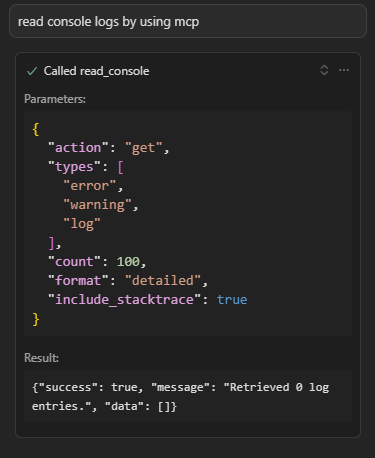 read console logs by using mcp
Called read_console
Parameters:
{
"action": "get",
"types": [
"error",
"warning",
"log"
],
"count": 100,
"format": "detailed",
"include_stacktrace": true
}
Result:
{"success": true, "message": "Retrieved 0 log
entries.", "data": []}